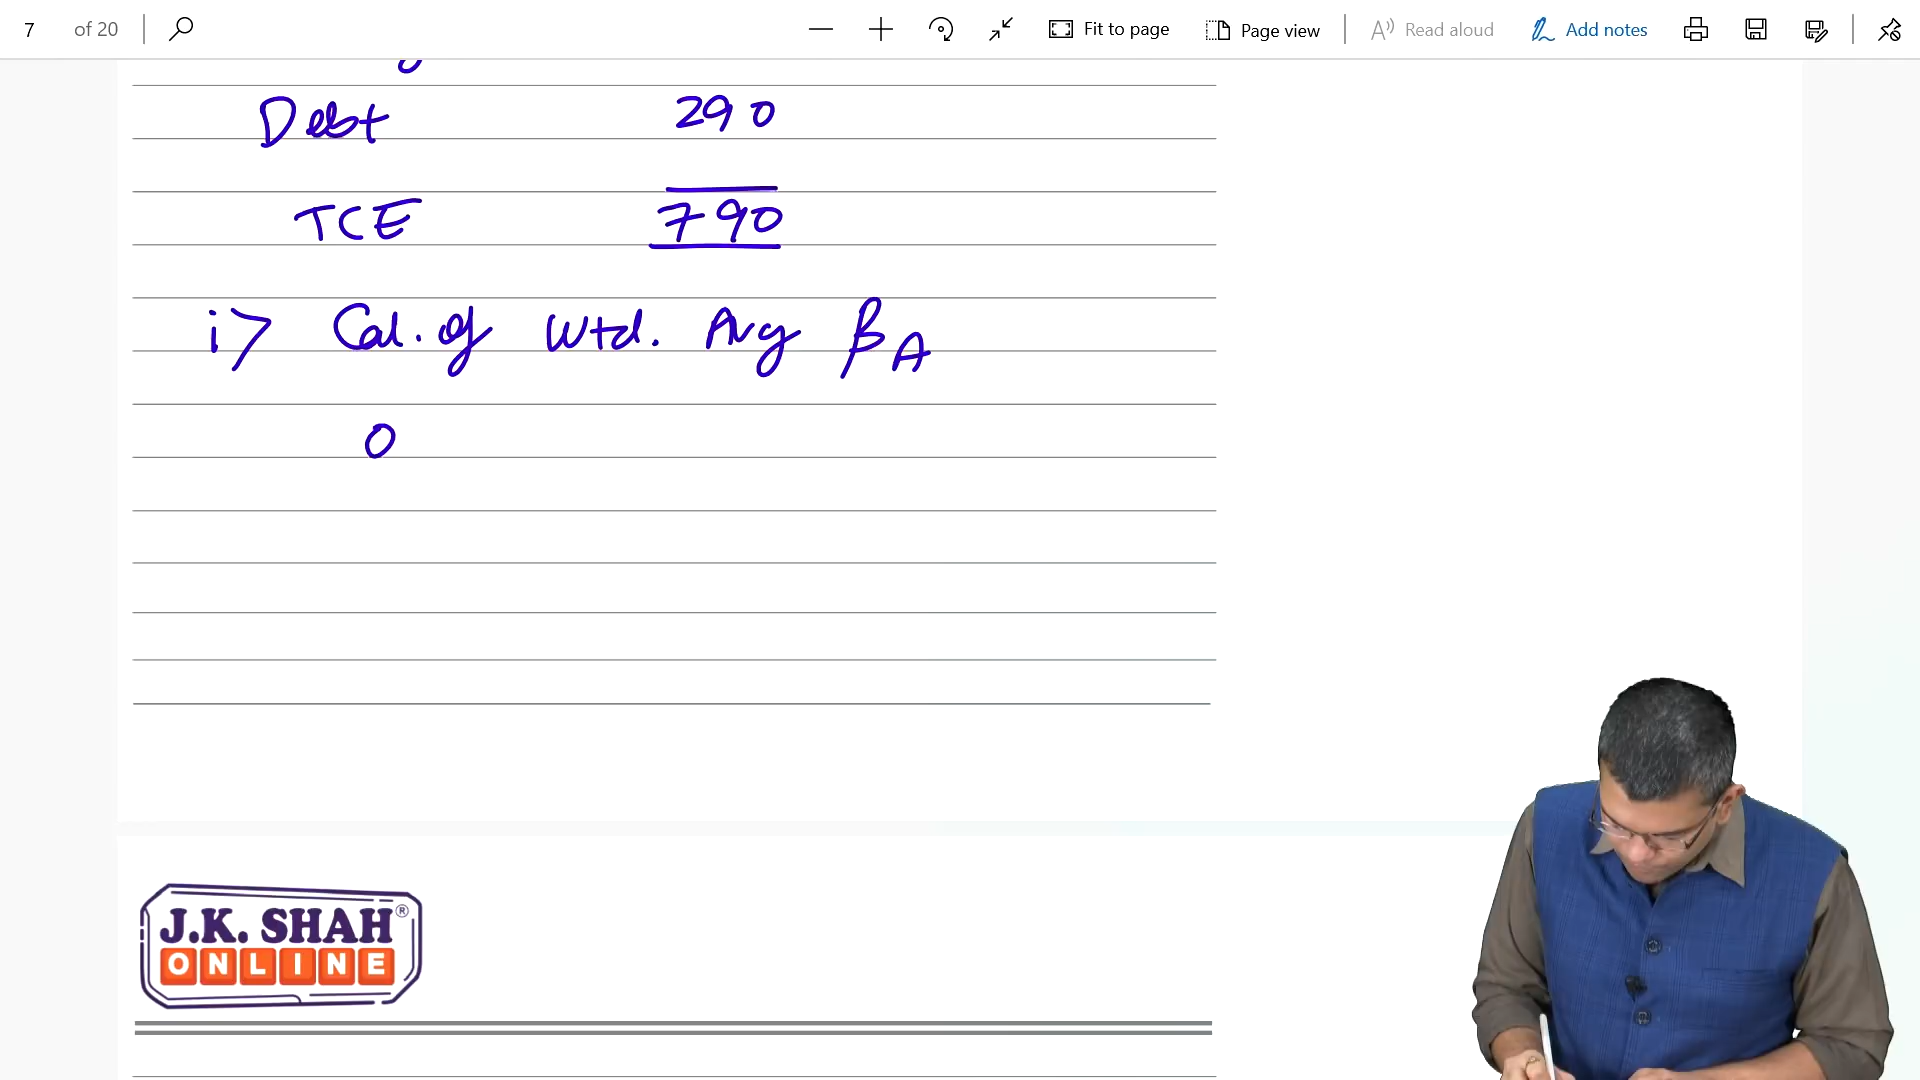 7 of 20 Fit to page Page view A Read aloud Add notes
Debt 290
TCE 790
i> Cal. of Wtd. Avg βA
0
J.K. SHAH®
ONLINE